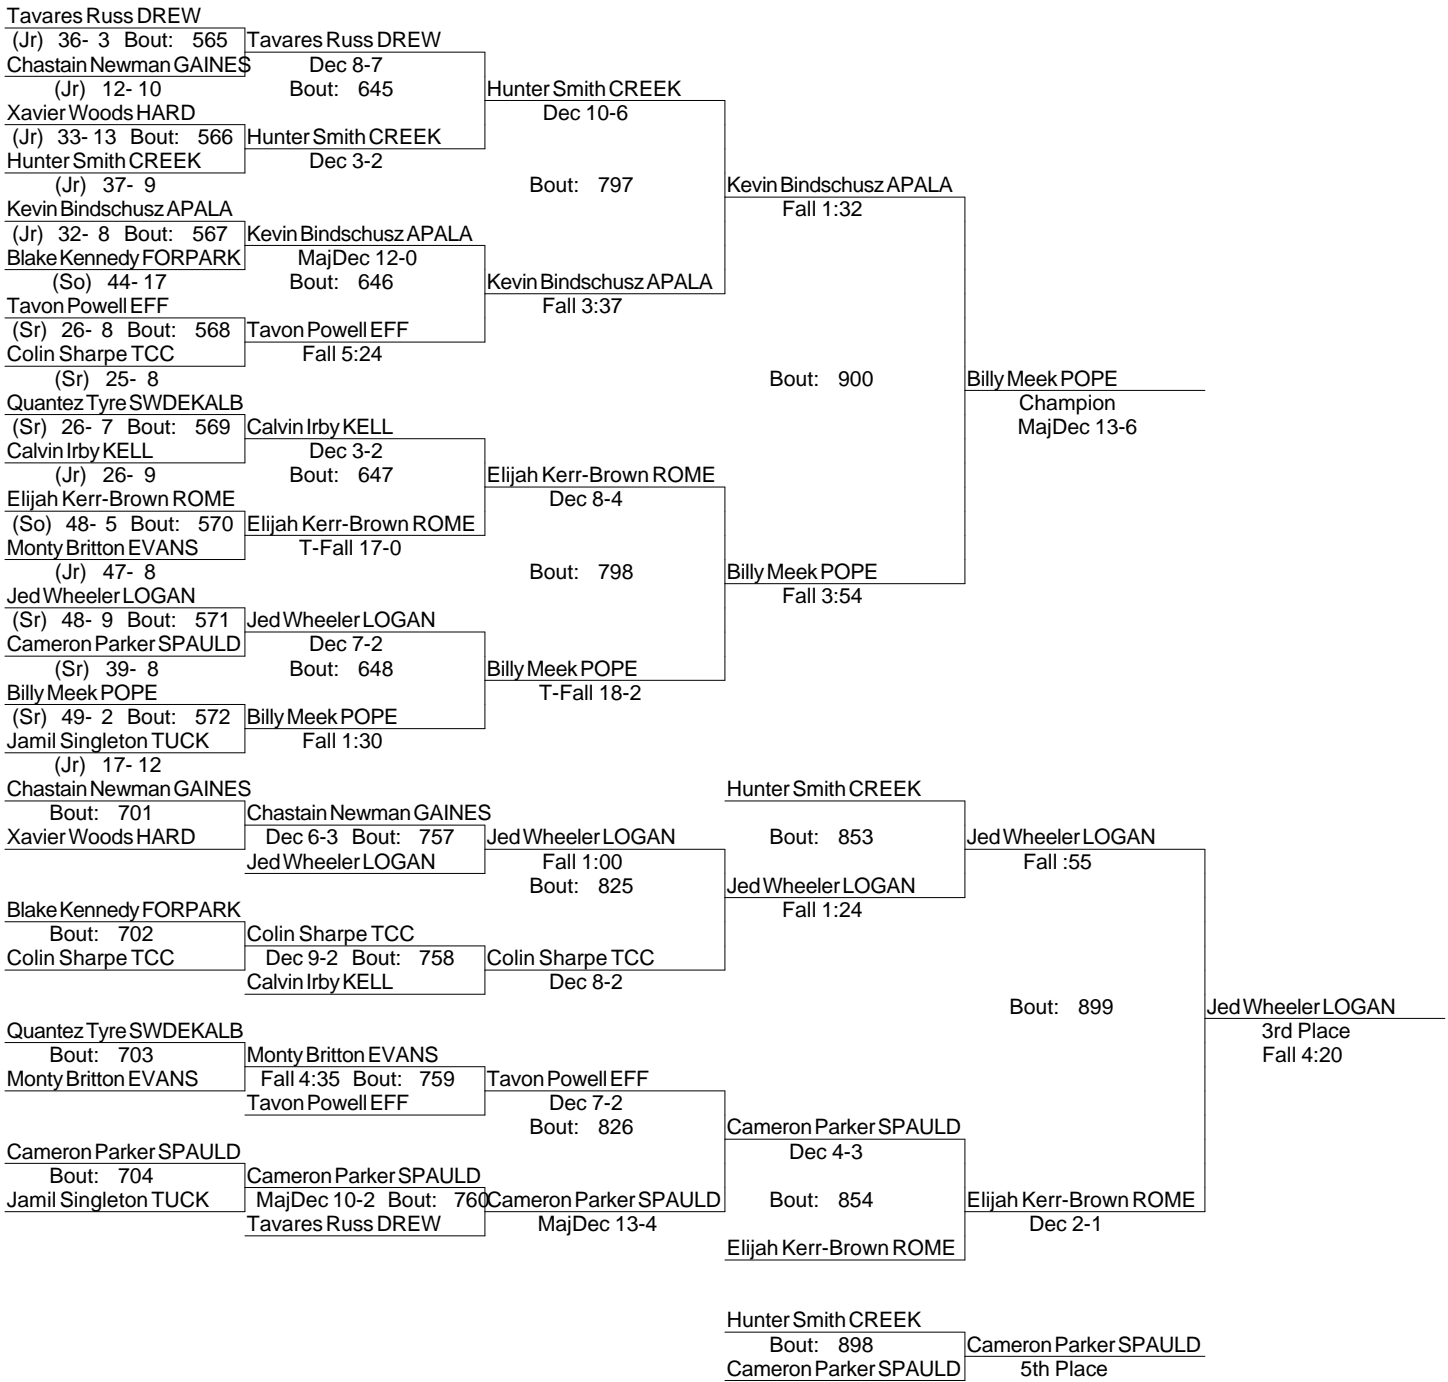 Tavares Russ DREW
(Jr) 36- 3 Bout: 565 Tavares Russ DREW
Chastain Newman GAINES Dec 8-7
(Jr) 12- 10 Bout: 645 Hunter Smith CREEK
Xavier Woods HARD Dec 10-6
(Jr) 33- 13 Bout: 566 Hunter Smith CREEK
Hunter Smith CREEK Dec 3-2
(Jr) 37- 9 Bout: 797 Kevin Bindschusz APALA
Kevin Bindschusz APALA Fall 1:32
(Jr) 32- 8 Bout: 567 Kevin Bindschusz APALA
Blake Kennedy FORPARK MajDec 12-0
(So) 44- 17 Bout: 646 Kevin Bindschusz APALA
Tavon Powell EFF Fall 3:37
(Sr) 26- 8 Bout: 568 Tavon Powell EFF
Colin Sharpe TCC Fall 5:24
(Sr) 25- 8 Bout: 900 Billy Meek POPE
Quantez Tyre SWDEKALB Champion
(Sr) 26- 7 Bout: 569 Calvin Irby KELL MajDec 13-6
Calvin Irby KELL Dec 3-2
(Jr) 26- 9 Bout: 647 Elijah Kerr-Brown ROME
Elijah Kerr-Brown ROME Dec 8-4
(So) 48- 5 Bout: 570 Elijah Kerr-Brown ROME
Monty Britton EVANS T-Fall 17-0
(Jr) 47- 8 Bout: 798 Billy Meek POPE
Jed Wheeler LOGAN Fall 3:54
(Sr) 48- 9 Bout: 571 Jed Wheeler LOGAN
Cameron Parker SPAULD Dec 7-2
(Sr) 39- 8 Bout: 648 Billy Meek POPE
Billy Meek POPE T-Fall 18-2
(Sr) 49- 2 Bout: 572 Billy Meek POPE
Jamil Singleton TUCK Fall 1:30
(Jr) 17- 12
Chastain Newman GAINES Hunter Smith CREEK
Bout: 701 Chastain Newman GAINES
Xavier Woods HARD Dec 6-3 Bout: 757 Jed Wheeler LOGAN Bout: 853 Jed Wheeler LOGAN
Jed Wheeler LOGAN Fall 1:00 Fall :55
Bout: 825 Jed Wheeler LOGAN
Blake Kennedy FORPARK Fall 1:24
Bout: 702 Colin Sharpe TCC
Colin Sharpe TCC Dec 9-2 Bout: 758 Colin Sharpe TCC
Calvin Irby KELL Dec 8-2
Bout: 899 Jed Wheeler LOGAN
Quantez Tyre SWDEKALB 3rd Place
Bout: 703 Monty Britton EVANS Fall 4:20
Monty Britton EVANS Fall 4:35 Bout: 759 Tavon Powell EFF
Tavon Powell EFF Dec 7-2
Bout: 826 Cameron Parker SPAULD
Cameron Parker SPAULD Dec 4-3
Bout: 704 Cameron Parker SPAULD
Jamil Singleton TUCK MajDec 10-2 Bout: 760 Cameron Parker SPAULD Bout: 854 Elijah Kerr-Brown ROME
Tavares Russ DREW MajDec 13-4 Dec 2-1
Elijah Kerr-Brown ROME
Hunter Smith CREEK
Bout: 898 Cameron Parker SPAULD
Cameron Parker SPAULD 5th Place